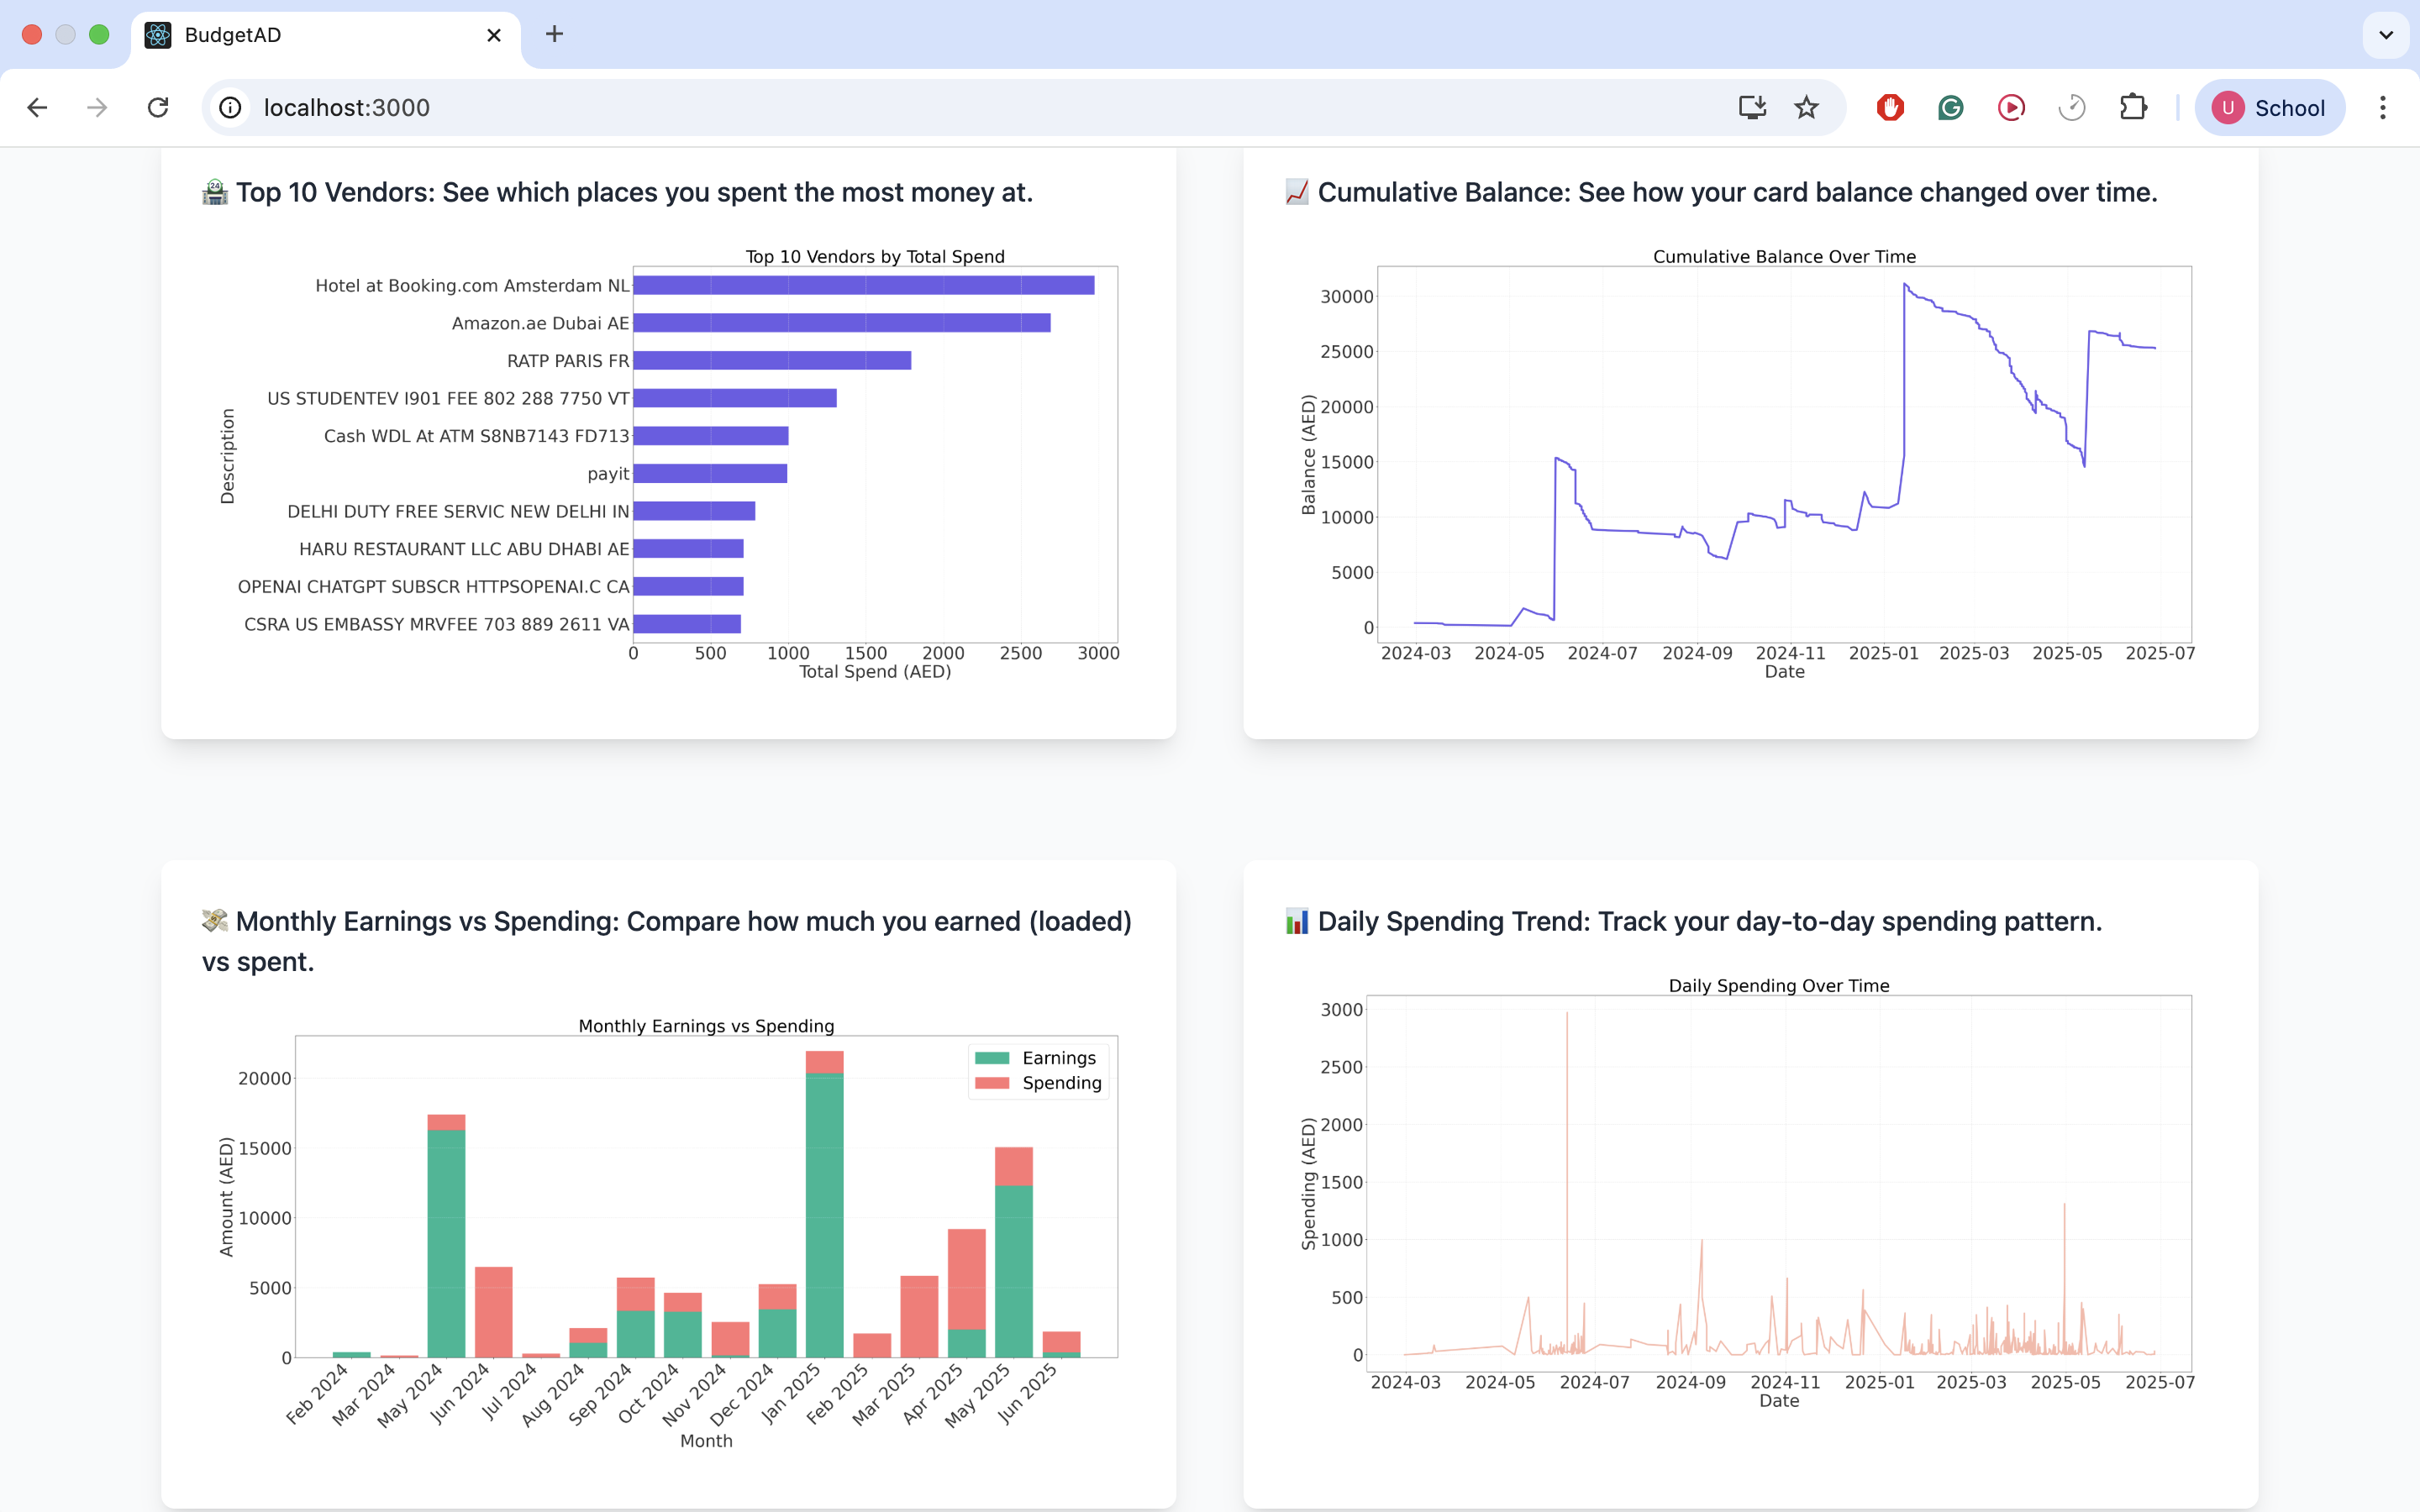 BudgetAD
localhost:3000
School
U
24
Top 10 Vendors: See which places you spent the most money at.
Top 10 Vendors by Total Spend
Description
Hotel at Booking.com Amsterdam NL
Amazon.ae Dubai AE
RATP PARIS FR
US STUDENTEV I901 FEE 802 288 7750 VT
Cash WDL At ATM S8NB7143 FD713
payit
DELHI DUTY FREE SERVIC NEW DELHI IN
HARU RESTAURANT LLC ABU DHABI AE
OPENAI CHATGPT SUBSCR HTTPSOPENAI.C CA
CSRA US EMBASSY MRVFEE 703 889 2611 VA
0 500 1000 1500 2000 2500 3000
Total Spend (AED)
Cumulative Balance: See how your card balance changed over time.
Cumulative Balance Over Time
Balance (AED)
30000
25000
20000
15000
10000
5000
0
2024-03 2024-05 2024-07 2024-09 2024-11 2025-01 2025-03 2025-05 2025-07
Date
Monthly Earnings vs Spending: Compare how much you earned (loaded)
vs spent.
Monthly Earnings vs Spending
Earnings
Spending
Amount (AED)
20000
15000
10000
5000
0
Feb 2024 Mar 2024 May 2024 Jun 2024 Jul 2024 Aug 2024 Sep 2024 Oct 2024 Nov 2024 Dec 2024 Jan 2025 Feb 2025 Mar 2025 Apr 2025 May 2025 Jun 2025
Month
Daily Spending Trend: Track your day-to-day spending pattern.
Daily Spending Over Time
Spending (AED)
3000
2500
2000
1500
1000
500
0
2024-03 2024-05 2024-07 2024-09 2024-11 2025-01 2025-03 2025-05 2025-07
Date